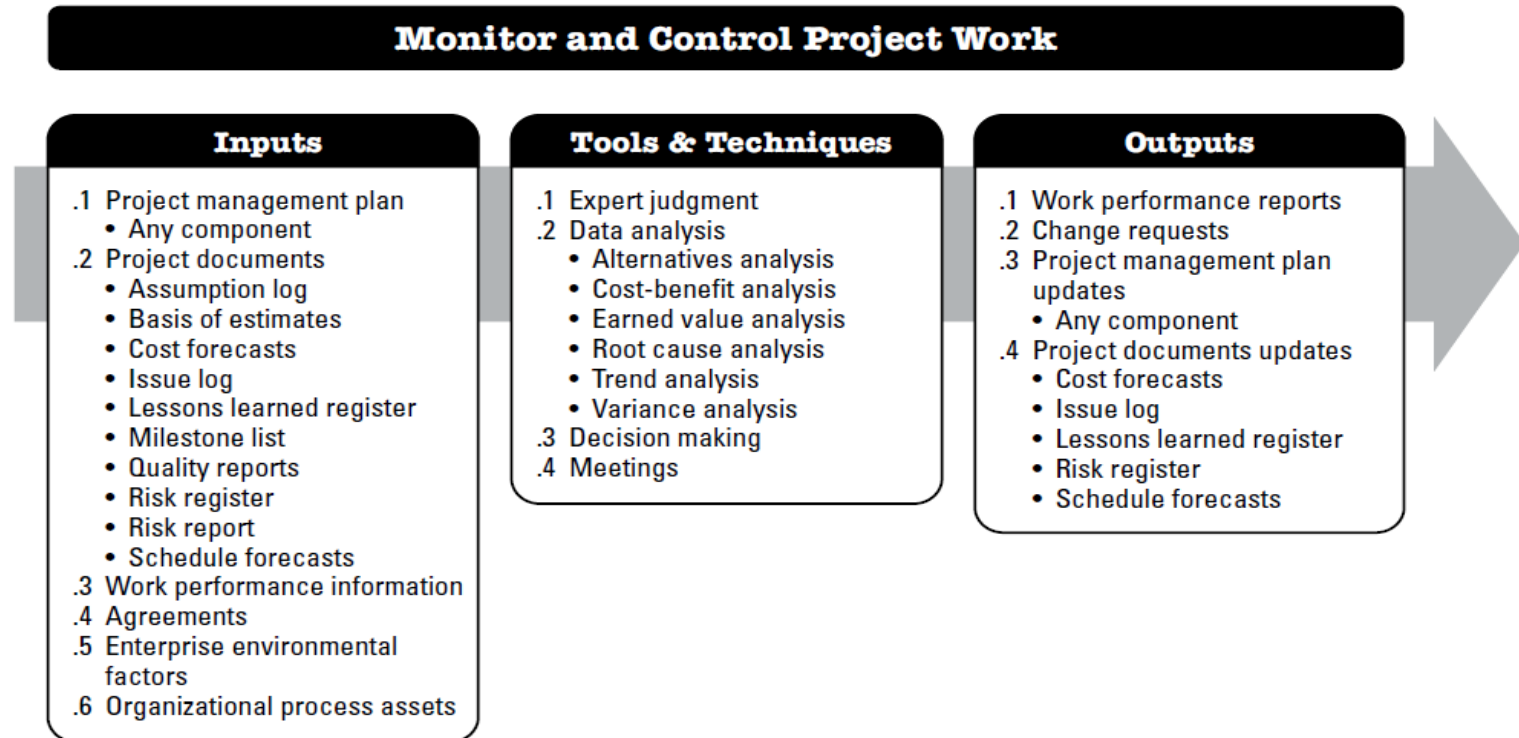 Monitor and Control Project Work
Inputs
.1 Project management plan
• Any component
.2 Project documents
• Assumption log
• Basis of estimates
• Cost forecasts
• Issue log
• Lessons learned register
• Milestone list
• Quality reports
• Risk register
• Risk report
• Schedule forecasts
.3 Work performance information
.4 Agreements
.5 Enterprise environmental
factors
.6 Organizational process assets
Tools & Techniques
.1 Expert judgment
.2 Data analysis
• Alternatives analysis
• Cost-benefit analysis
• Earned value analysis
• Root cause analysis
• Trend analysis
• Variance analysis
.3 Decision making
.4 Meetings
Outputs
.1 Work performance reports
.2 Change requests
.3 Project management plan
updates
• Any component
.4 Project documents updates
• Cost forecasts
• Issue log
• Lessons learned register
• Risk register
• Schedule forecasts